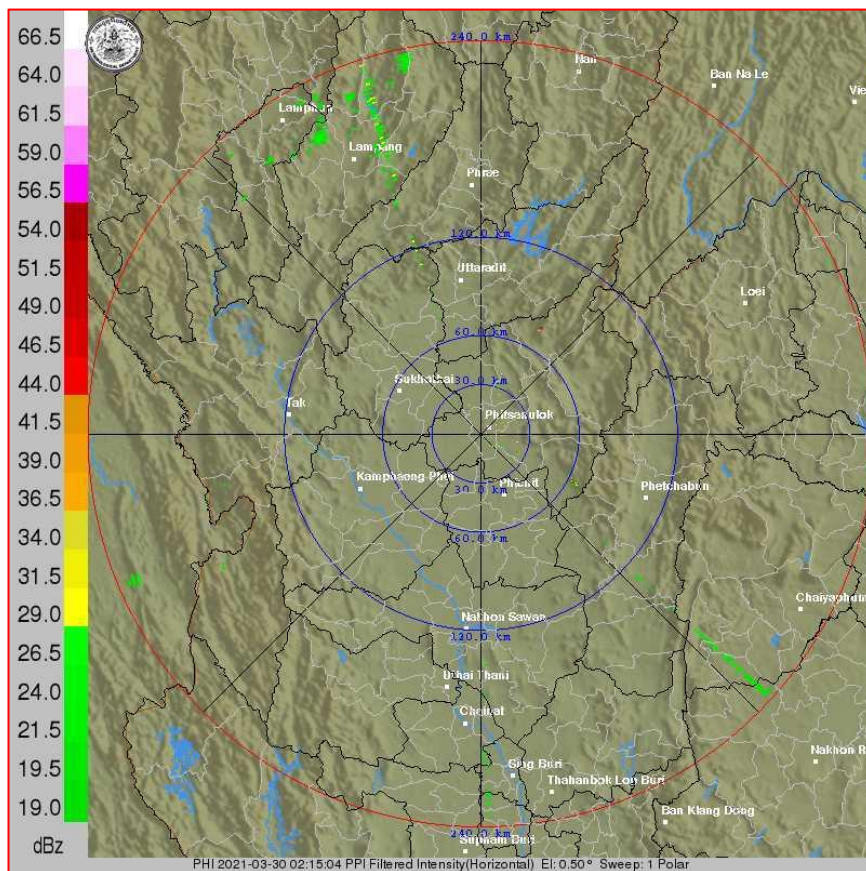 66.5
64.0
61.5
59.0
56.5
54.0
51.5
49.0
46.5
44.0
41.5
39.0
36.5
34.0
31.5
29.0
26.5
24.0
21.5
19.5
19.0
dBz
240.0 km
Nan
Ban Na Le
Vie
Lamphun
Lampang
Phree
120.0 km
Uttaradit
Loei
60.0 km
30.0 km
Sukhothai
Tak
Phitsanulok
Kamphaeng Phet
Phichit
30.0 km
Phetchabun
60.0 km
Chaiyaphum
Nakhon Sawan
120.0 km
Uthai Thani
Chainat
Nakhon R
Sing Buri
Thahanbok Lop Buri
Ban Klang Dong
240.0 km
Suphan Buri
PHI 2021-03-30 02:15:04 PPI Filtered Intensity(Horizontal) El: 0.50° Sweep: 1 Polar